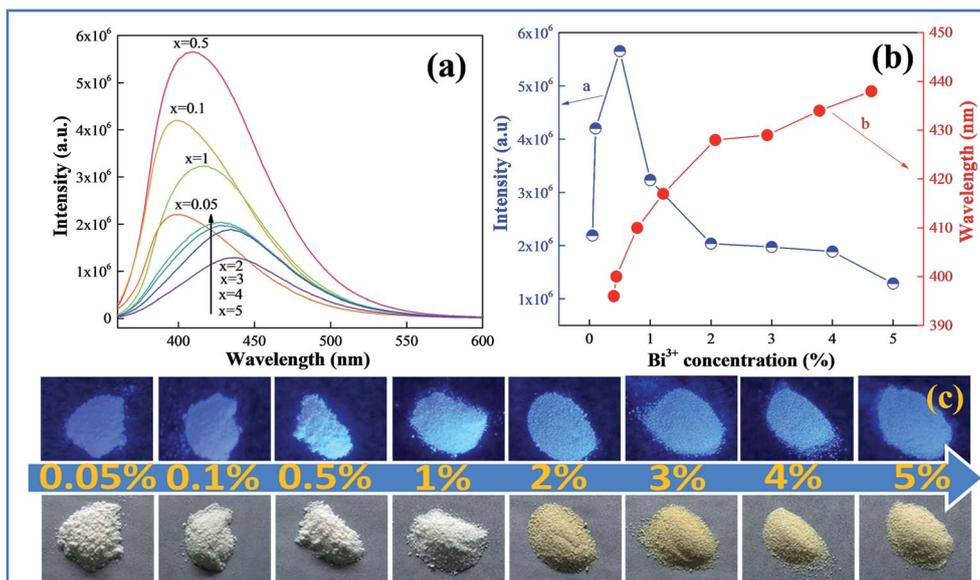 (a)
Intensity (a.u.)
6x10⁶
5x10⁶
4x10⁶
3x10⁶
2x10⁶
1x10⁶
0
x=0.5
x=0.1
x=1
x=0.05
x=2
x=3
x=4
x=5
400 450 500 550 600
Wavelength (nm)
(b)
Intensity (a.u)
6x10⁶
5x10⁶
4x10⁶
3x10⁶
2x10⁶
1x10⁶
a
b
450
440
430
420
410
400
390
Wavelength (nm)
0 1 2 3 4 5
Bi³⁺ concentration (%)
(c)
0.05% 0.1% 0.5% 1% 2% 3% 4% 5%